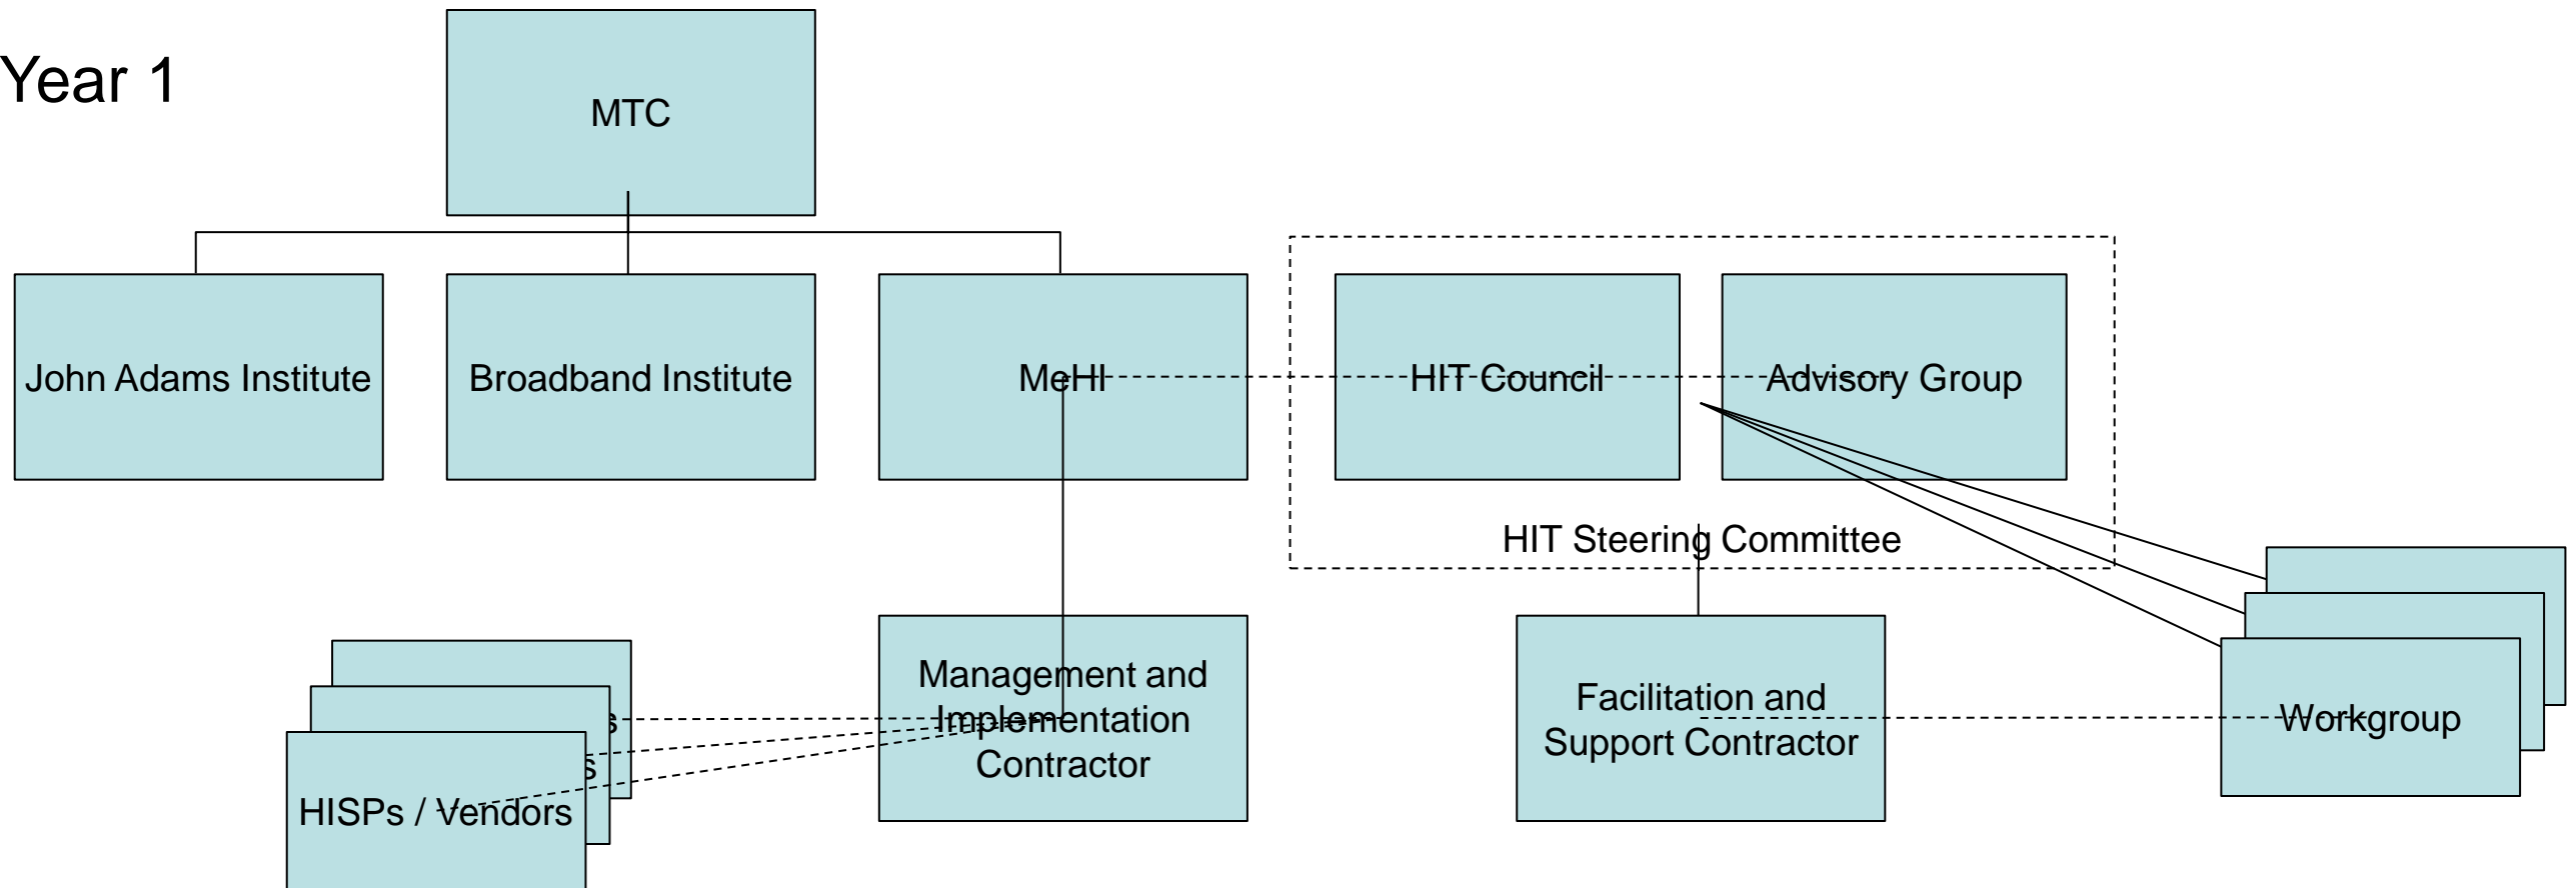 Year 1
MTC
John Adams Institute
Broadband Institute
MeHI
HIT Council
Advisory Group
HIT Steering Committee
Management and
Implementation
Contractor
Facilitation and
Support Contractor
Workgroup
s
s
HISPs / Vendors